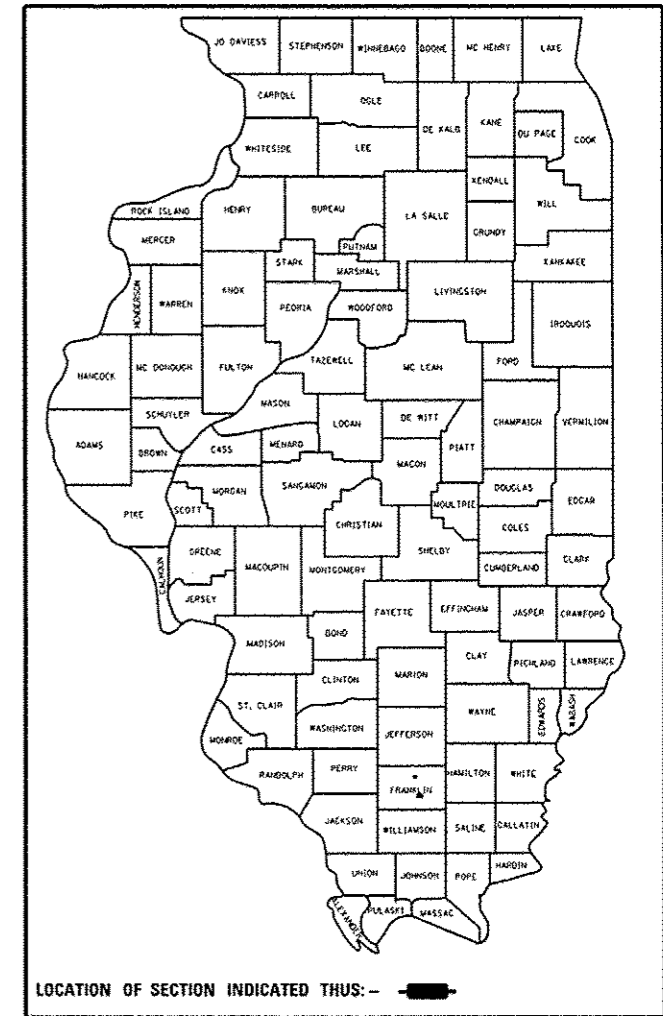 JO DAVIESS STEPHENSON WINNEBAGO BOONE MC HENRY LAKE
CARROLL OGLE DE KALB KANE DU PAGE COOK
WHITESIDE LEE KENDALL WILL
ROCK ISLAND HENRY BUREAU LA SALLE GRUNDY
MERCER PUTNAM KANKAKEE
HENDERSON WARREN KNOX STARK MARSHALL LIVINGSTON IROQUOIS
PEORIA WOODFORD
HANCOCK MC DONOUGH FULTON TAZEWELL MC LEAN FORD
SCHUYLER MASON LOGAN DE WITT CHAMPAIGN VERMILION
ADAMS BROWN CASS MENARD PIATT
MACON
PIKE SCOTT MORGAN SANGAMON MOULTRIE DOUGLAS EDGAR
CHRISTIAN COLES
CALHOUN GREENE MACOUPIN MONTGOMERY SHELBY CUMBERLAND CLARK
JERSEY FAYETTE EFFINGHAM JASPER CRAWFORD
MADISON BOND CLAY RICHLAND LAWRENCE
CLINTON MARION
ST. CLAIR WASHINGTON WAYNE EDWARDS WABASH
MONROE JEFFERSON
RANDOLPH PERRY FRANKLIN HAMILTON WHITE
JACKSON WILLIAMSON SALINE GALLATIN
UNION JOHNSON POPE HARDIN
ALEXANDER PULASKI MASSAC
LOCATION OF SECTION INDICATED THUS: –